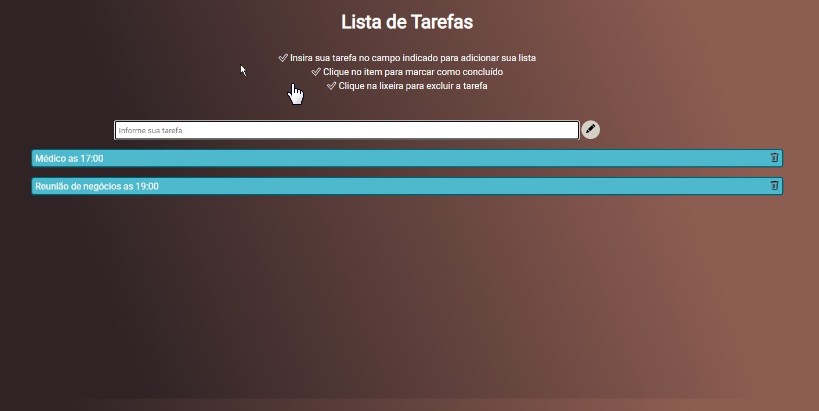 Lista de Tarefas
Insira sua tarefa no campo indicado para adicionar sua lista
Clique no item para marcar como concluído
Clique na lixeira para excluir a tarefa
Informe sua tarefa
Médico as 17:00
Reunião de negócios as 19:00